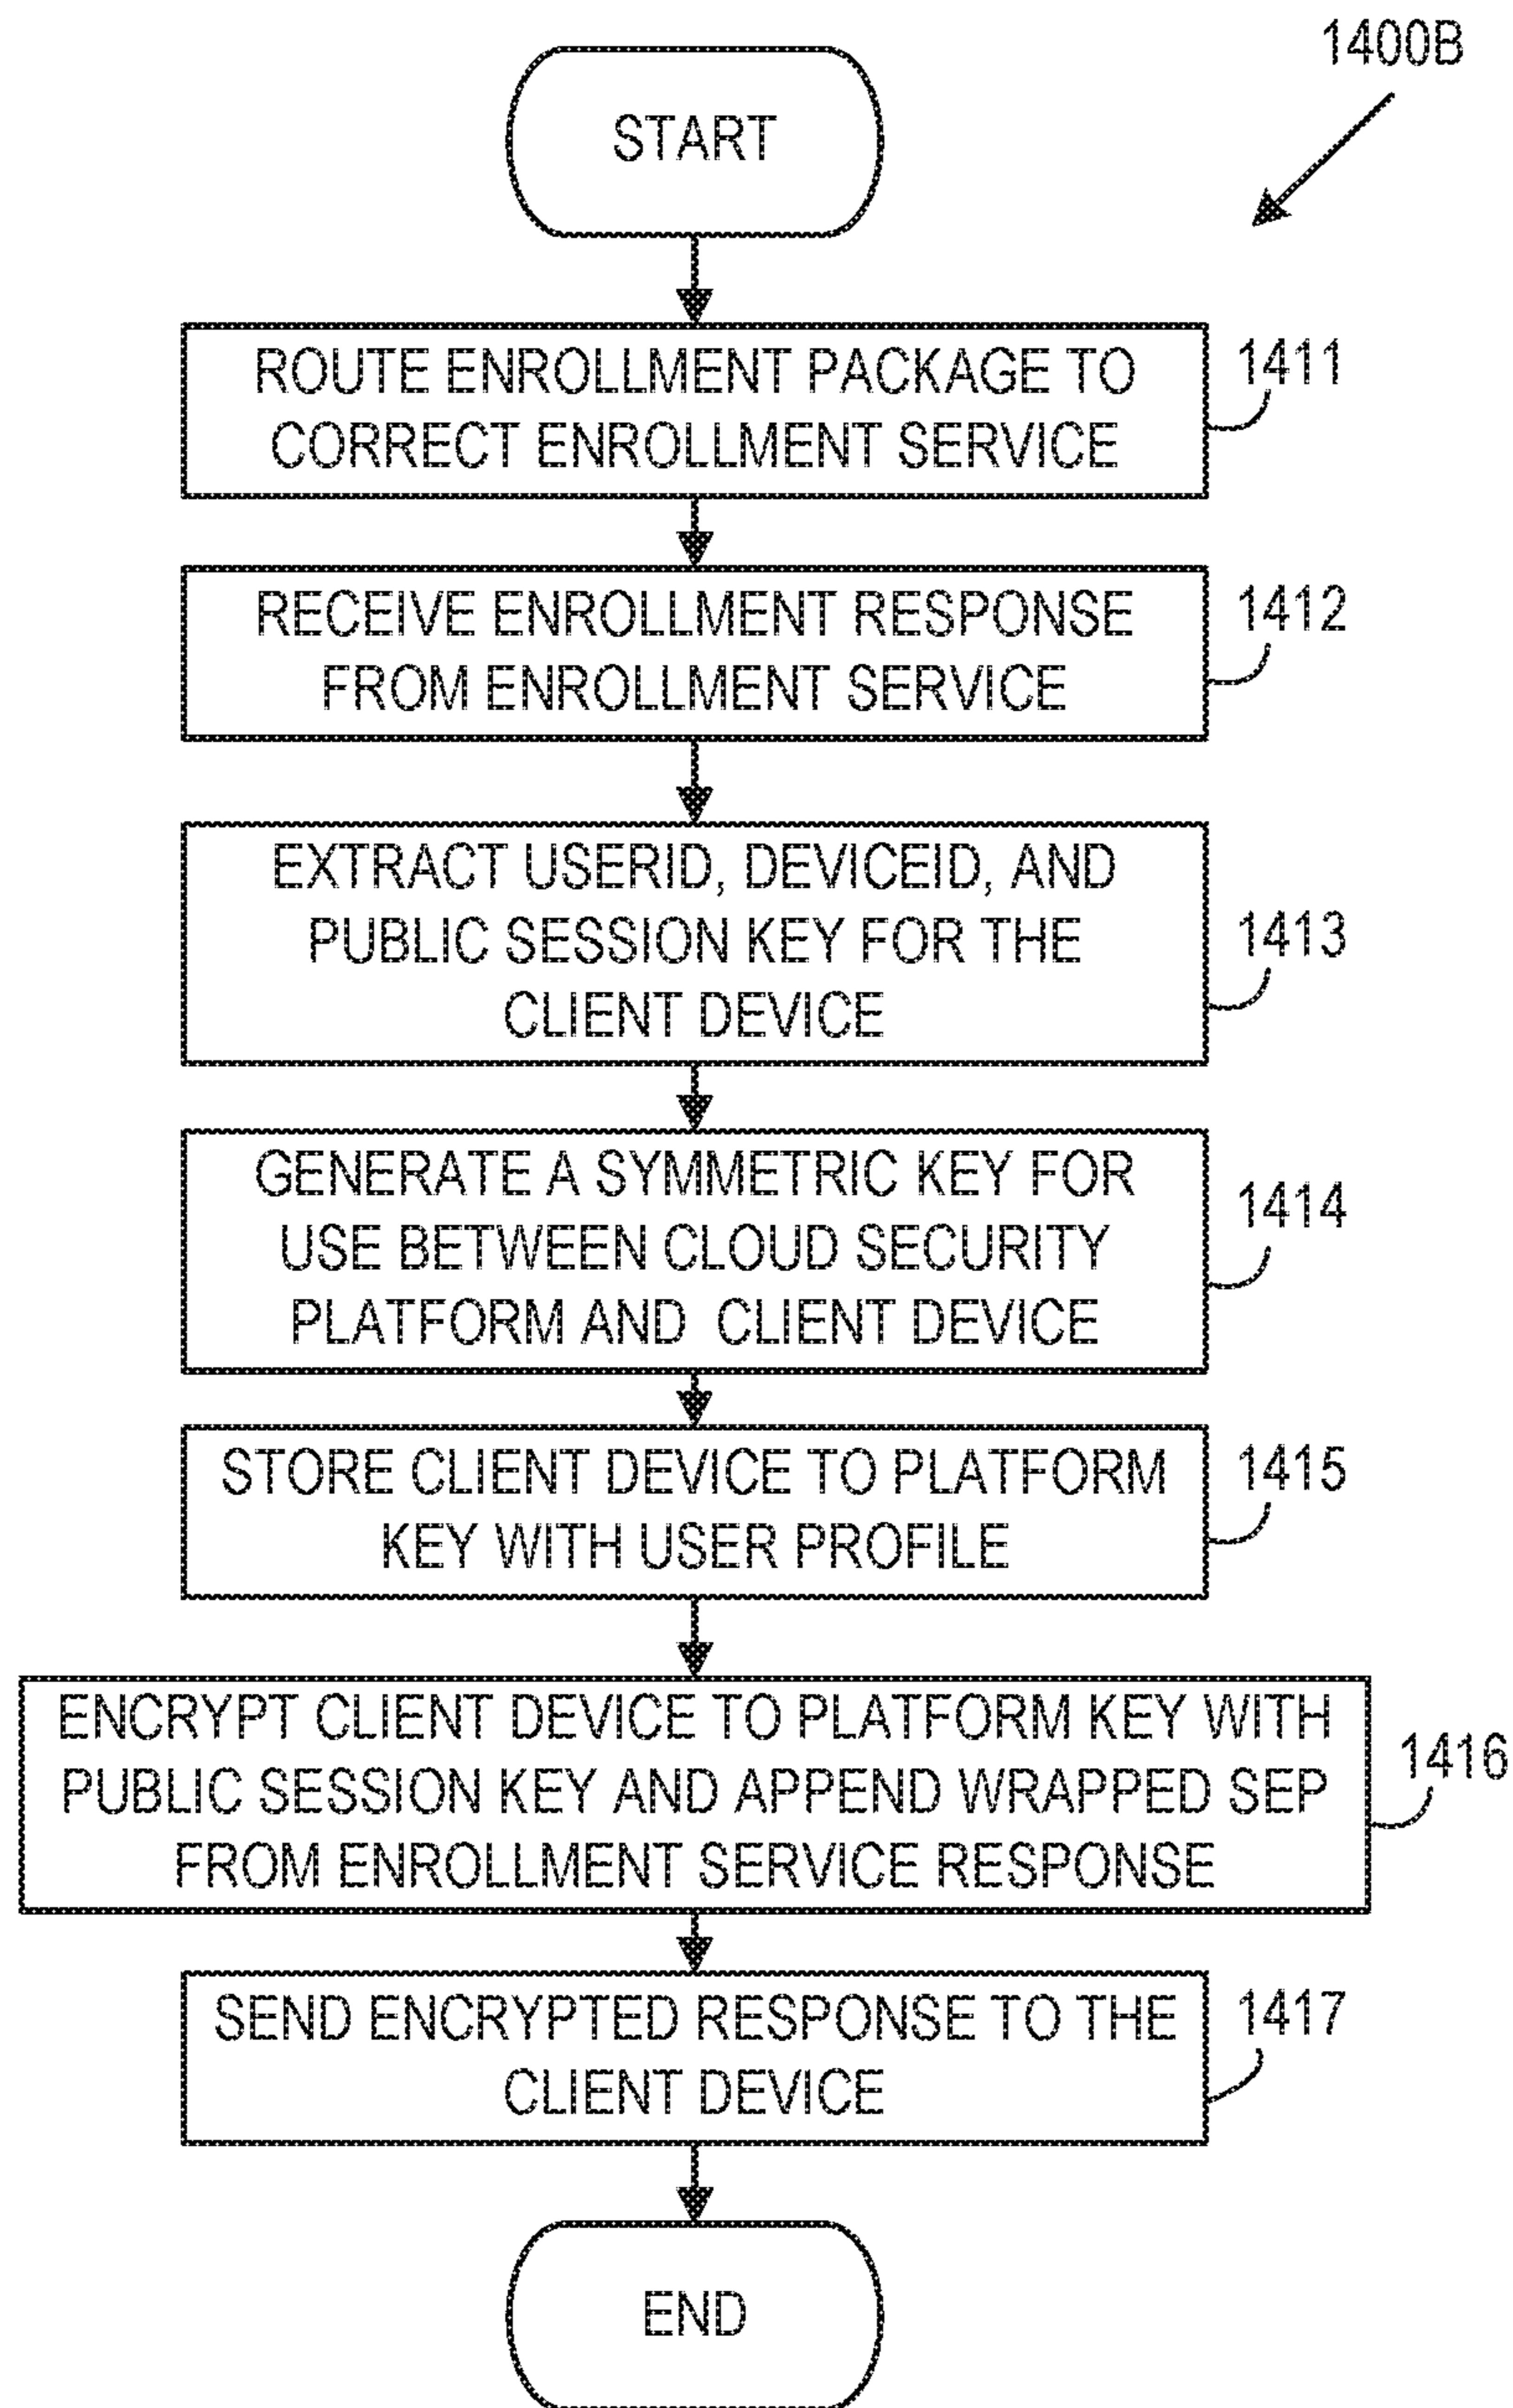 1400B
START
ROUTE ENROLLMENT PACKAGE TO
CORRECT ENROLLMENT SERVICE
1411
RECEIVE ENROLLMENT RESPONSE
FROM ENROLLMENT SERVICE
1412
EXTRACT USERID, DEVICEID, AND
PUBLIC SESSION KEY FOR THE
CLIENT DEVICE
1413
GENERATE A SYMMETRIC KEY FOR
USE BETWEEN CLOUD SECURITY
PLATFORM AND CLIENT DEVICE
1414
STORE CLIENT DEVICE TO PLATFORM
KEY WITH USER PROFILE
1415
ENCRYPT CLIENT DEVICE TO PLATFORM KEY WITH
PUBLIC SESSION KEY AND APPEND WRAPPED SEP
FROM ENROLLMENT SERVICE RESPONSE
1416
SEND ENCRYPTED RESPONSE TO THE
CLIENT DEVICE
1417
END